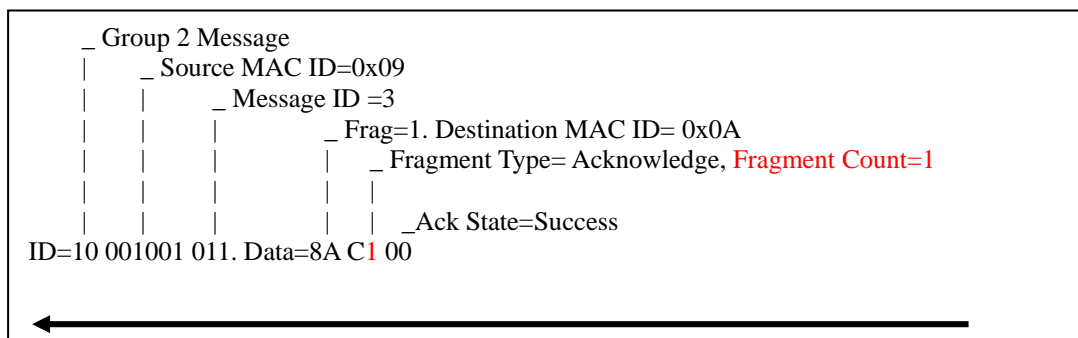 _ Group 2 Message
| _ Source MAC ID=0x09
| | _ Message ID =3
| | | _ Frag=1. Destination MAC ID= 0x0A
| | | | _ Fragment Type= Acknowledge, Fragment Count=1
| | | | |
| | | | | _Ack State=Success
ID=10 001001 011. Data=8A C1 00